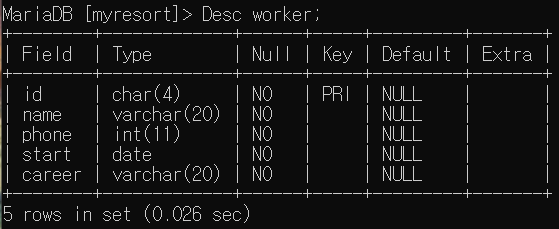 MariaDB [myresort]> Desc worker;
+--------+-------------+------+-----+---------+-------+
| Field  | Type        | Null | Key | Default | Extra |
+--------+-------------+------+-----+---------+-------+
| id     | char(4)     | NO   | PRI | NULL    |       |
| name   | varchar(20) | NO   |     | NULL    |       |
| phone  | int(11)     | NO   |     | NULL    |       |
| start  | date        | NO   |     | NULL    |       |
| career | varchar(20) | NO   |     | NULL    |       |
+--------+-------------+------+-----+---------+-------+
5 rows in set (0.026 sec)